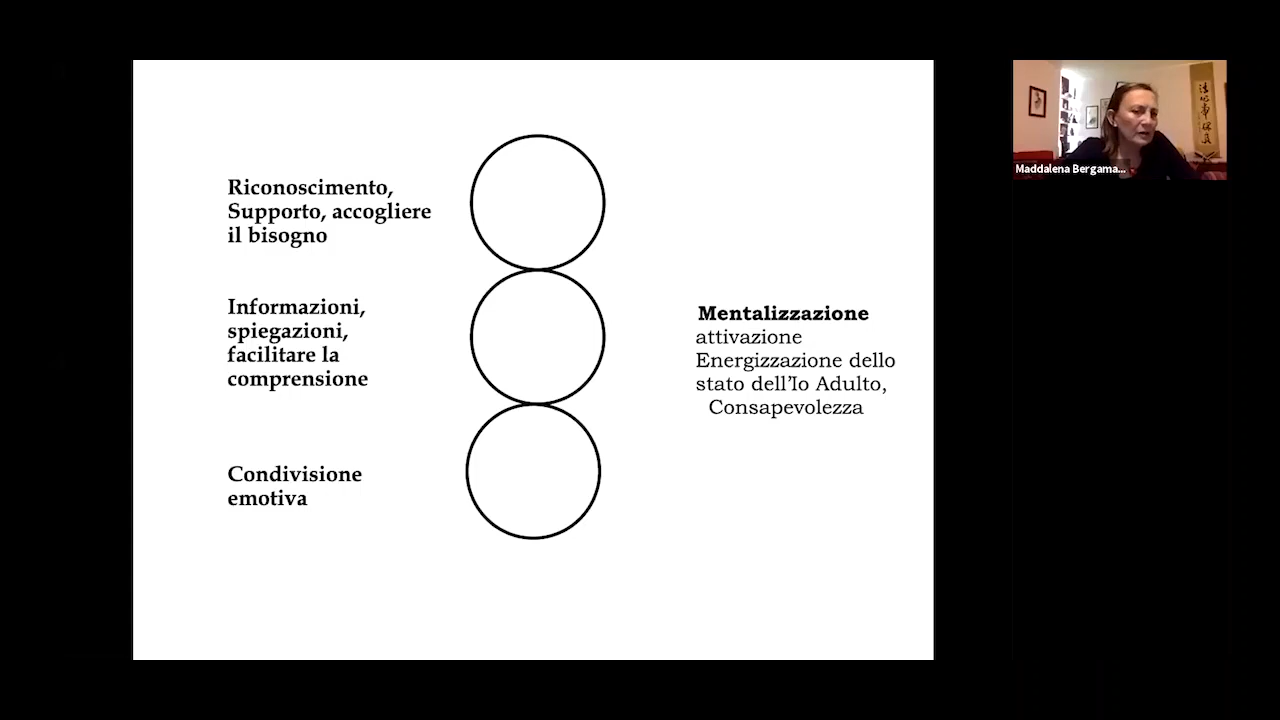 Riconoscimento,
Supporto, accogliere
il bisogno
Informazioni,
spiegazioni,
facilitare la
comprensione
Condivisione
emotiva
Mentalizzazione
attivazione
Energizzazione dello
stato dell’Io Adulto,
Consapevolezza
Maddalena Bergama...